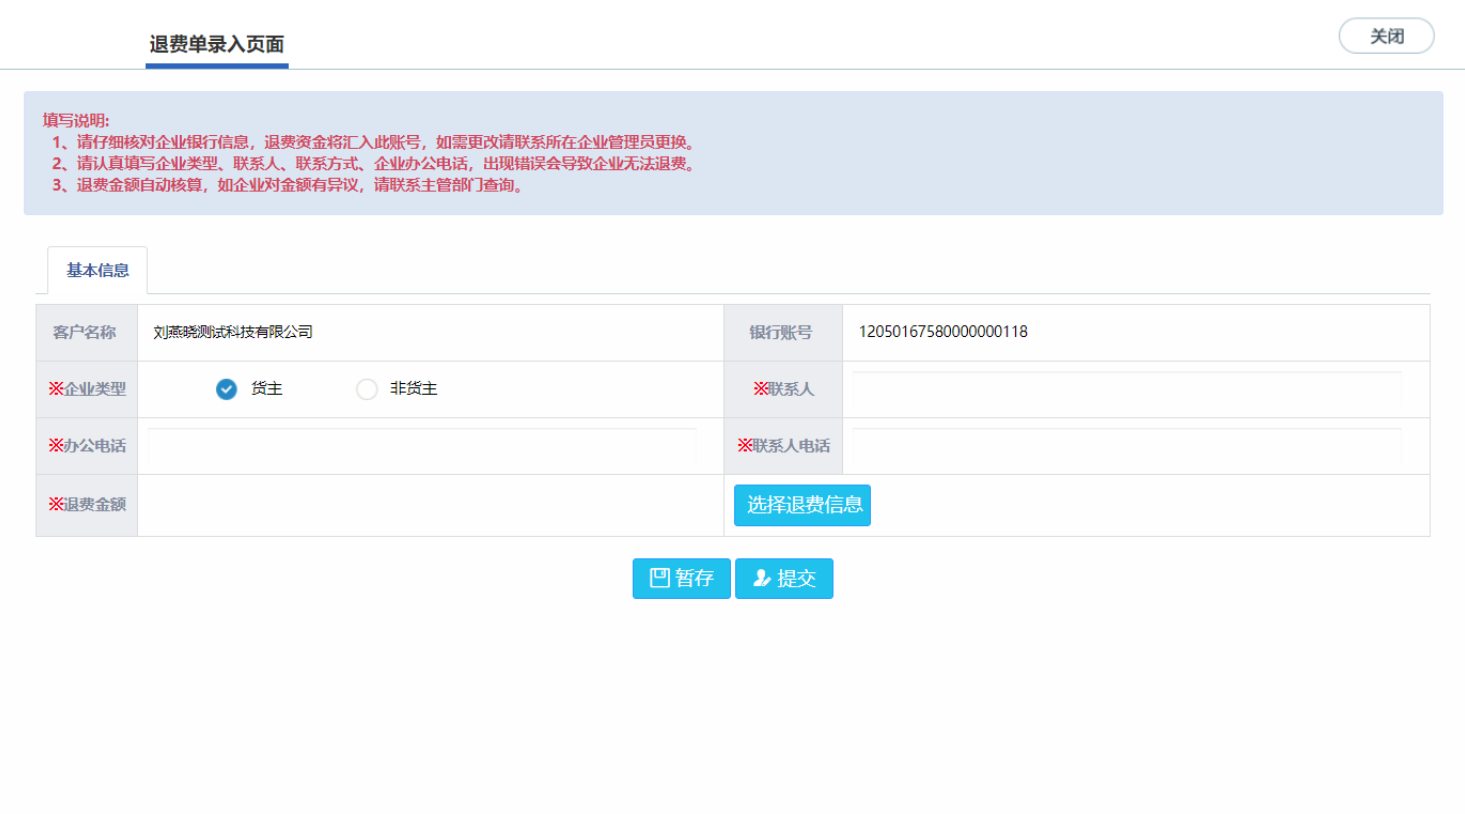 退费单录入页面
关闭
填写说明:
1、请仔细核对企业银行信息，退费资金将汇入此账号，如需更改请联系所在企业管理员更换。
2、请认真填写企业类型、联系人、联系方式、企业办公电话，出现错误会导致企业无法退费。
3、退费金额自动核算，如企业对金额有异议，请联系主管部门查询。
基本信息
客户名称 刘燕晓测试科技有限公司 银行账号 12050167580000000118
※企业类型 货主 非货主 ※联系人
※办公电话 ※联系人电话
※退费金额 选择退费信息
暂存 提交